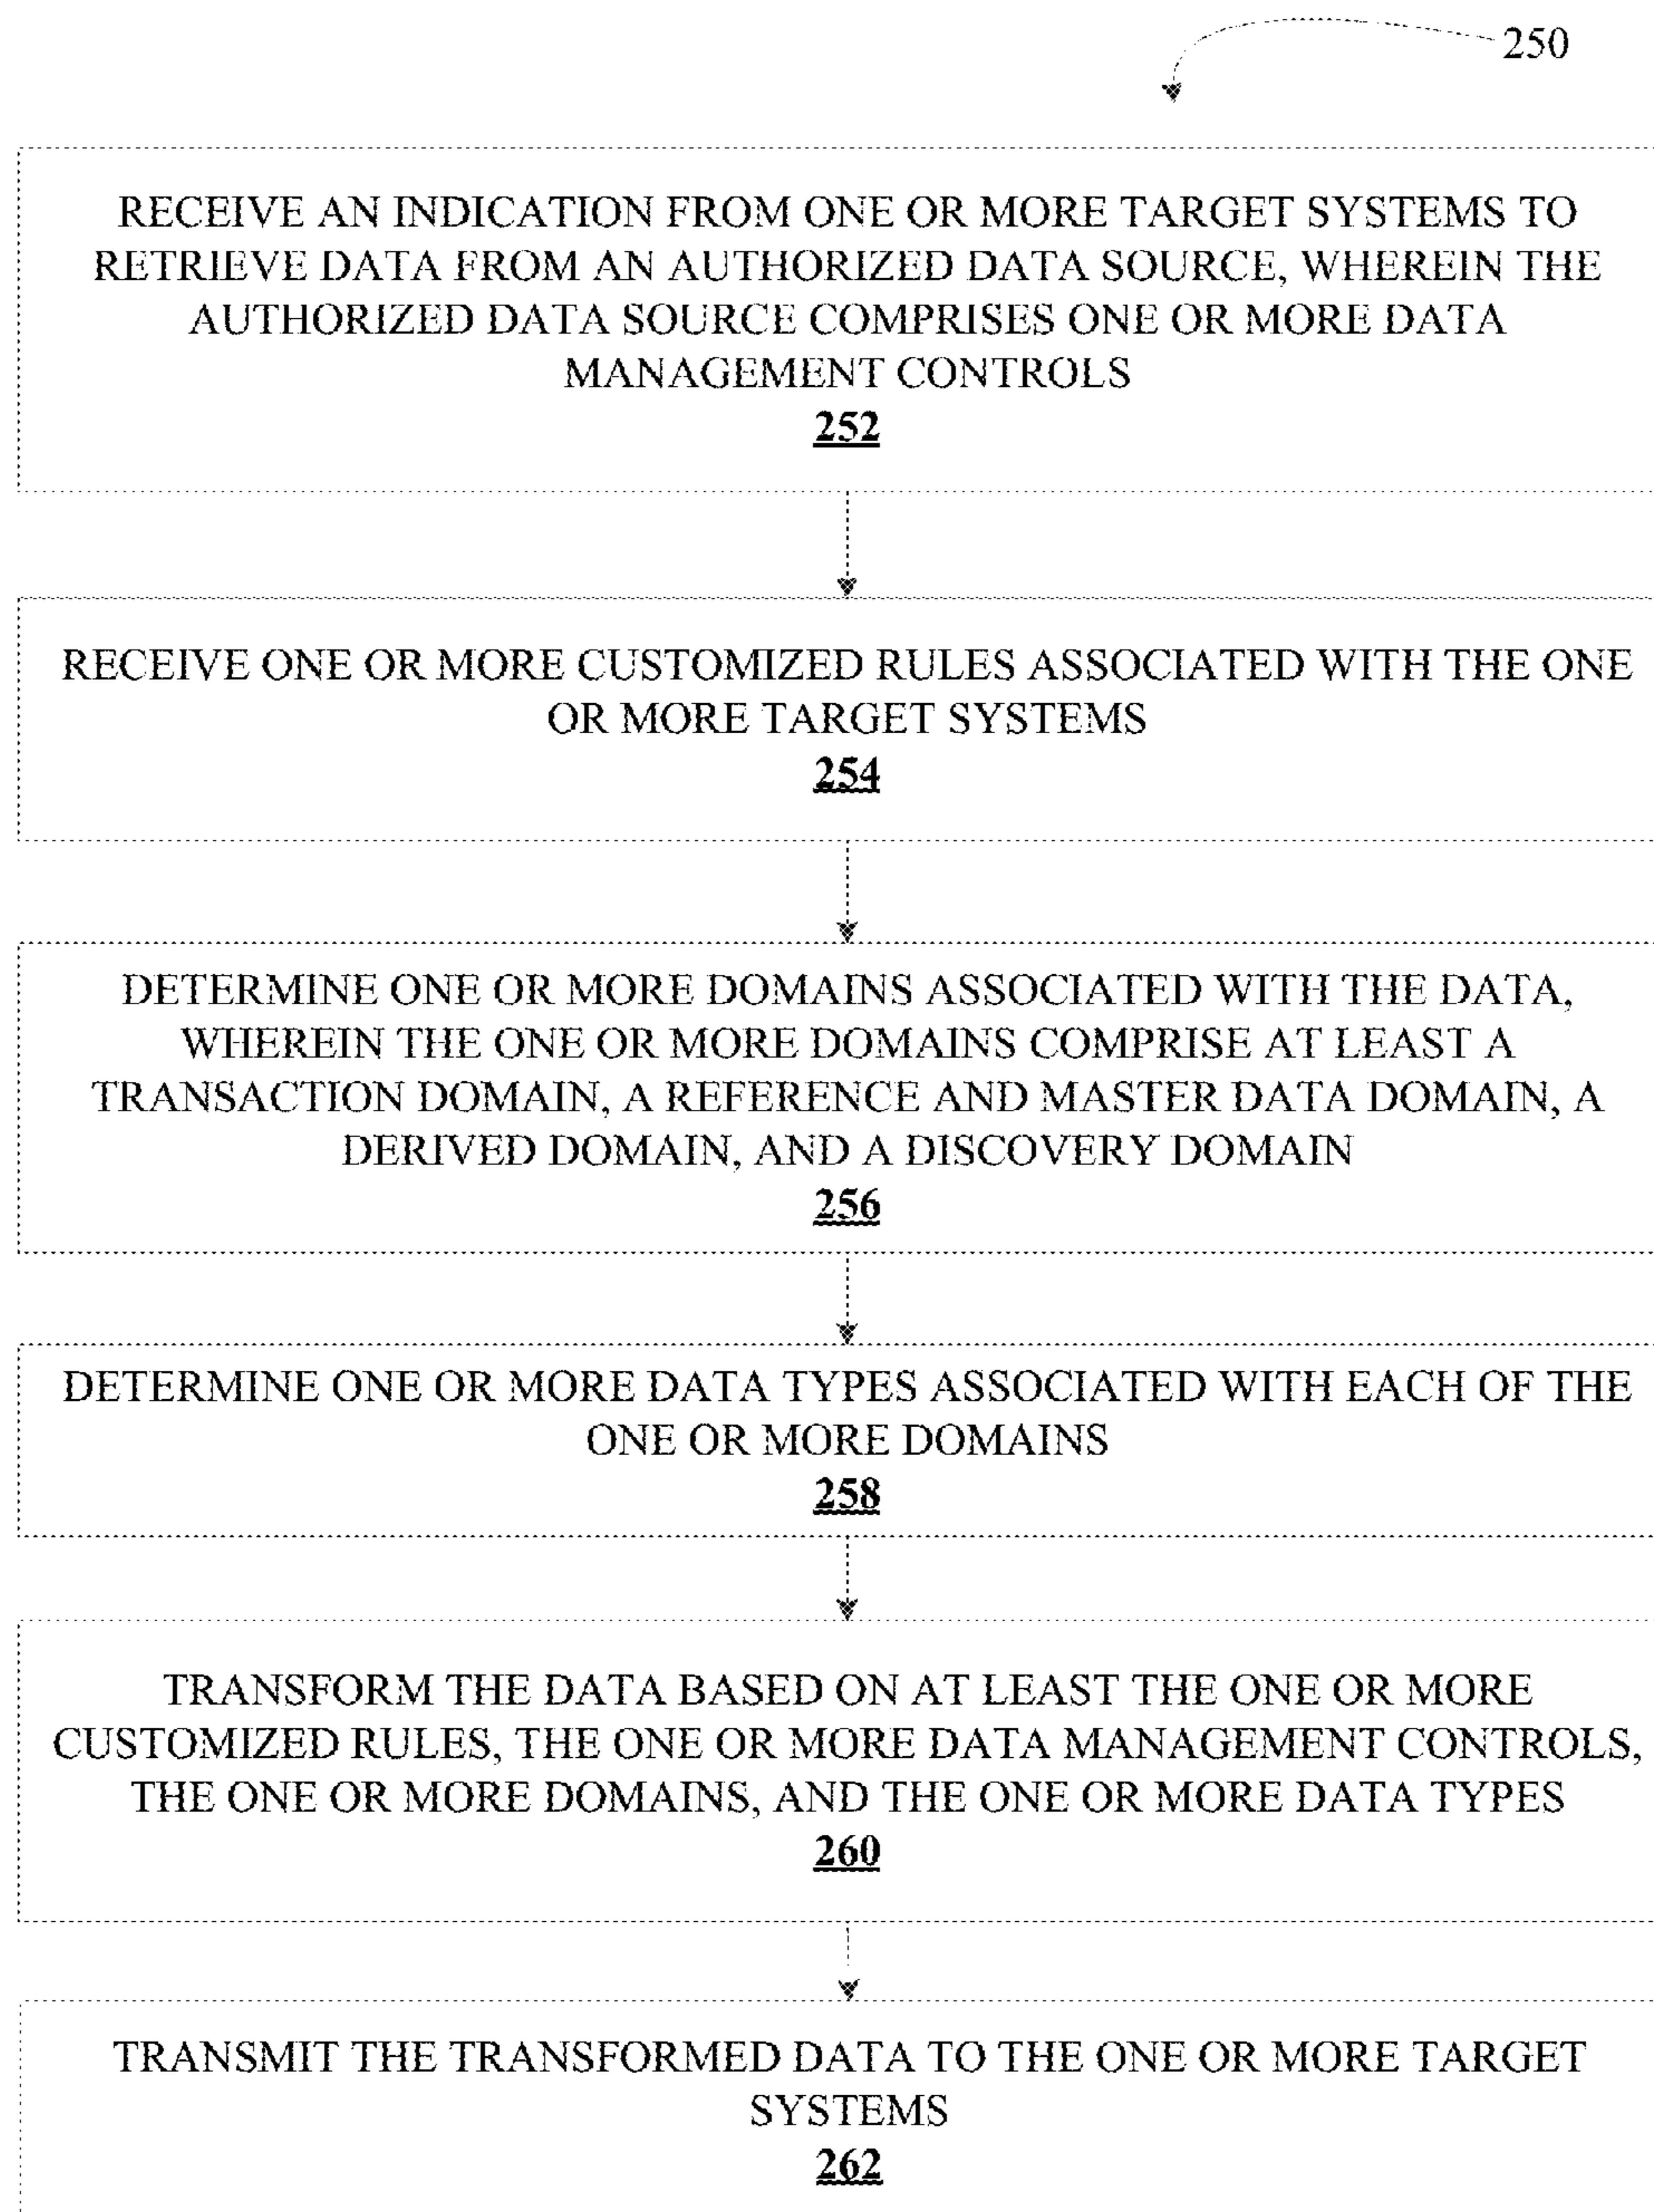 250
RECEIVE AN INDICATION FROM ONE OR MORE TARGET SYSTEMS TO
RETRIEVE DATA FROM AN AUTHORIZED DATA SOURCE, WHEREIN THE
AUTHORIZED DATA SOURCE COMPRISES ONE OR MORE DATA
MANAGEMENT CONTROLS
252
RECEIVE ONE OR MORE CUSTOMIZED RULES ASSOCIATED WITH THE ONE
OR MORE TARGET SYSTEMS
254
DETERMINE ONE OR MORE DOMAINS ASSOCIATED WITH THE DATA,
WHEREIN THE ONE OR MORE DOMAINS COMPRISE AT LEAST A
TRANSACTION DOMAIN, A REFERENCE AND MASTER DATA DOMAIN, A
DERIVED DOMAIN, AND A DISCOVERY DOMAIN
256
DETERMINE ONE OR MORE DATA TYPES ASSOCIATED WITH EACH OF THE
ONE OR MORE DOMAINS
258
TRANSFORM THE DATA BASED ON AT LEAST THE ONE OR MORE
CUSTOMIZED RULES, THE ONE OR MORE DATA MANAGEMENT CONTROLS,
THE ONE OR MORE DOMAINS, AND THE ONE OR MORE DATA TYPES
260
TRANSMIT THE TRANSFORMED DATA TO THE ONE OR MORE TARGET
SYSTEMS
262